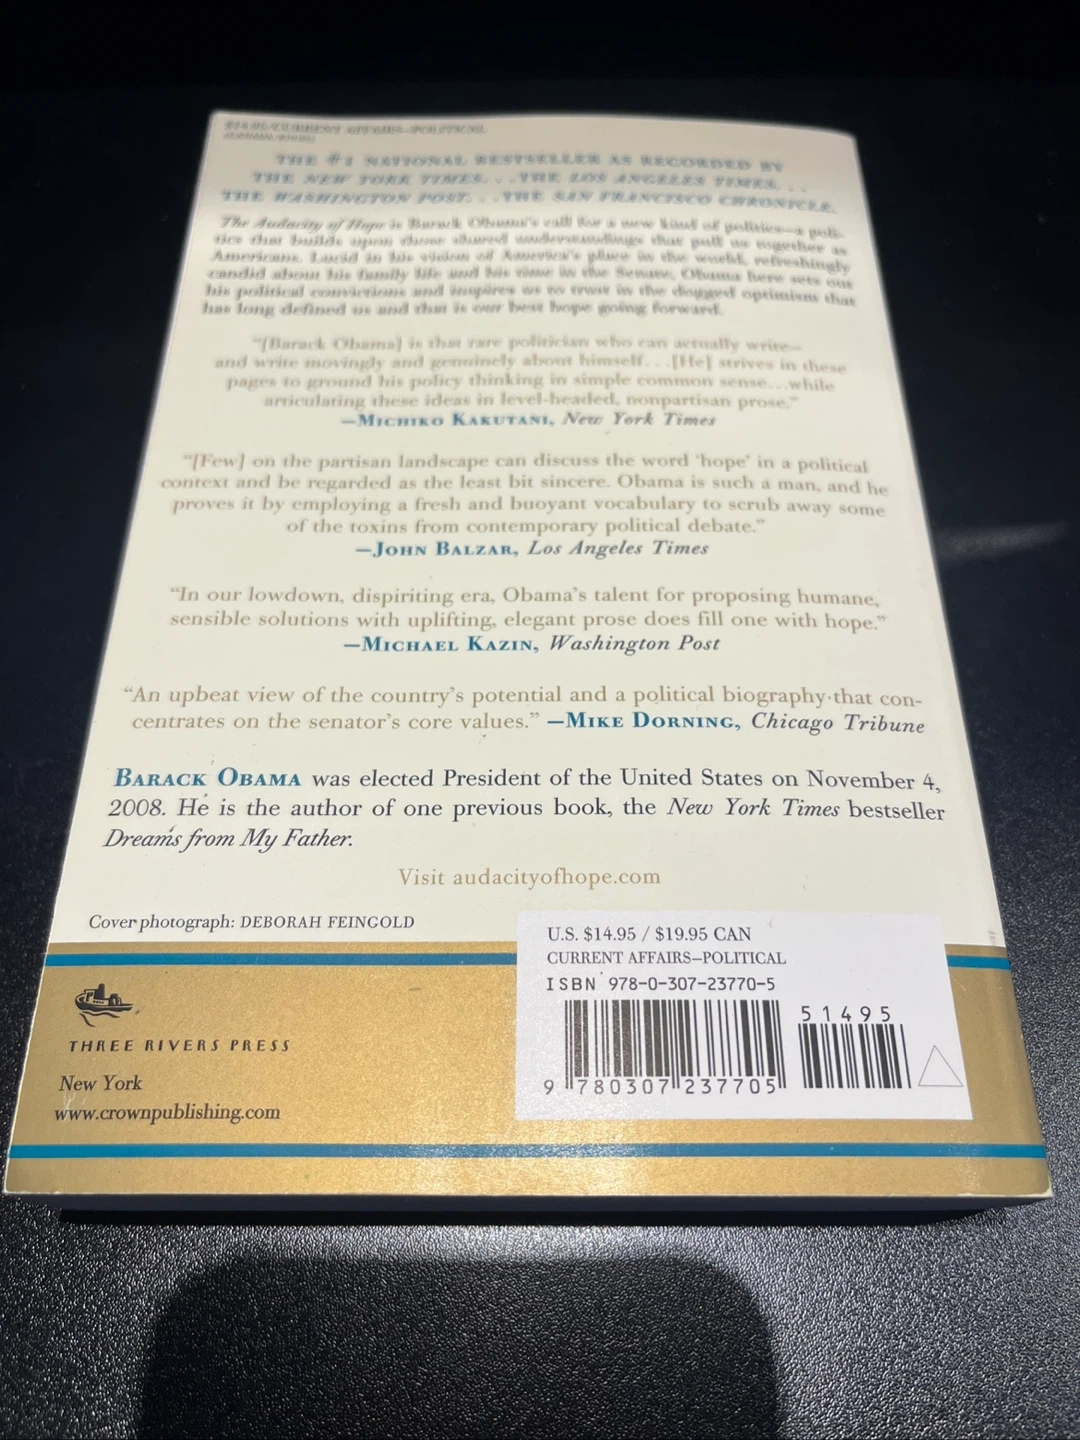 $14.95/CURRENT AFFAIRS–POLITICAL
THE #1 NATIONAL BESTSELLER AS RECORDED BY
THE NEW YORK TIMES. . .THE LOS ANGELES TIMES. . .
THE WASHINGTON POST. . .THE SAN FRANCISCO CHRONICLE.
The Audacity of Hope is Barack Obama's call for a new kind of politics—a poli-
tics that builds upon those shared understandings that pull us together as
Americans. Lucid in his vision of America's place in the world, refreshingly
candid about his family life and his time in the Senate, Obama here sets out
his political convictions and inspires us to trust in the dogged optimism that
has long defined us and that is our best hope going forward.
“[Barack Obama] is that rare politician who can actually write—
and write movingly and genuinely about himself. . .[He] strives in these
pages to ground his policy thinking in simple common sense...while
articulating these ideas in level-headed, nonpartisan prose.”
—MICHIKO KAKUTANI, New York Times
“[Few] on the partisan landscape can discuss the word ‘hope’ in a political
context and be regarded as the least bit sincere. Obama is such a man, and he
proves it by employing a fresh and buoyant vocabulary to scrub away some
of the toxins from contemporary political debate.”
—JOHN BALZAR, Los Angeles Times
“In our lowdown, dispiriting era, Obama’s talent for proposing humane,
sensible solutions with uplifting, elegant prose does fill one with hope.”
—MICHAEL KAZIN, Washington Post
“An upbeat view of the country’s potential and a political biography that con-
centrates on the senator’s core values.” —MIKE DORNING, Chicago Tribune
BARACK OBAMA was elected President of the United States on November 4,
2008. He is the author of one previous book, the New York Times bestseller
Dreams from My Father.
Visit audacityofhope.com
Cover photograph: DEBORAH FEINGOLD
U.S. $14.95 / $19.95 CAN
CURRENT AFFAIRS–POLITICAL
ISBN 978-0-307-23770-5
51495
9 780307 237705
THREE RIVERS PRESS
New York
www.crownpublishing.com